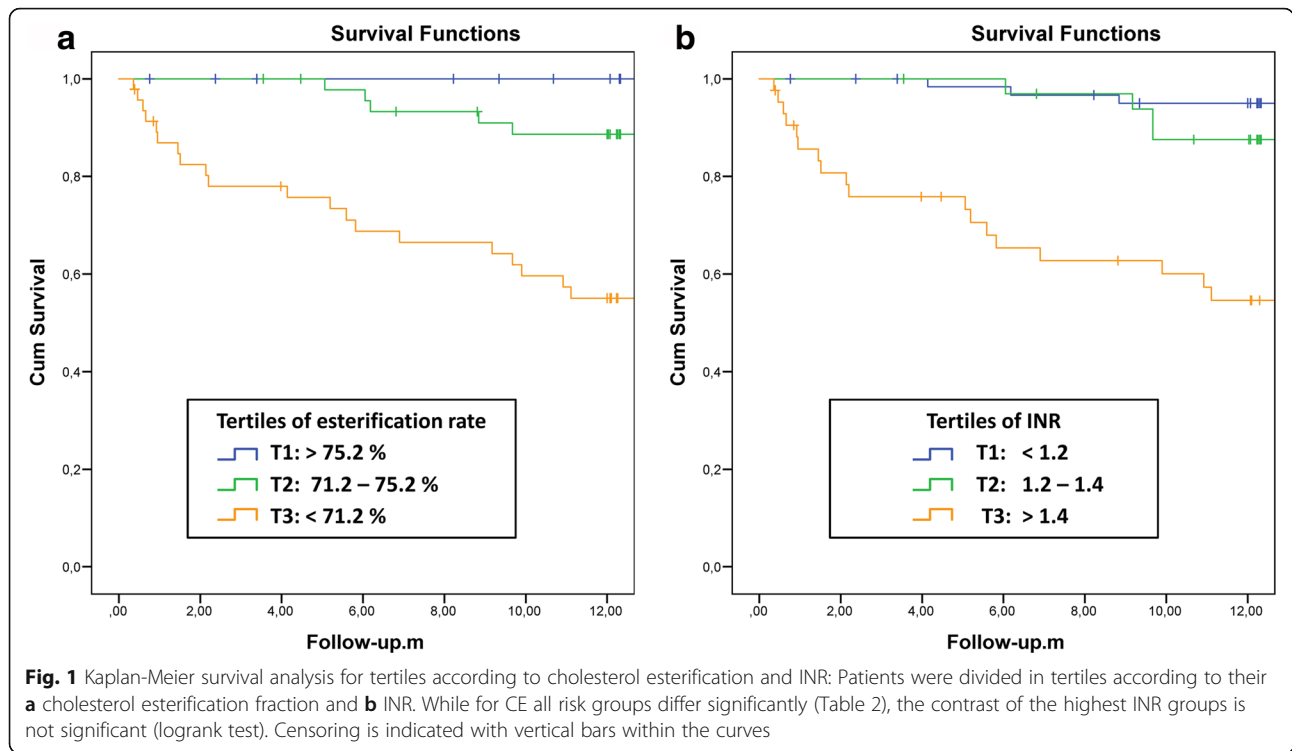 a
Survival Functions
1,0
0,8
0,6
0,4
0,2
0,0
Cum Survival
Tertiles of esterification rate
T1: > 75.2 %
T2: 71.2 – 75.2 %
T3: < 71.2 %
,00 2,00 4,00 6,00 8,00 10,00 12,00
Follow-up.m
b
Survival Functions
1,0
0,8
0,6
0,4
0,2
0,0
Cum Survival
Tertiles of INR
T1: < 1.2
T2: 1.2 – 1.4
T3: > 1.4
,00 2,00 4,00 6,00 8,00 10,00 12,00
Follow-up.m
Fig. 1 Kaplan-Meier survival analysis for tertiles according to cholesterol esterification and INR: Patients were divided in tertiles according to their
a cholesterol esterification fraction and b INR. While for CE all risk groups differ significantly (Table 2), the contrast of the highest INR groups is
not significant (logrank test). Censoring is indicated with vertical bars within the curves